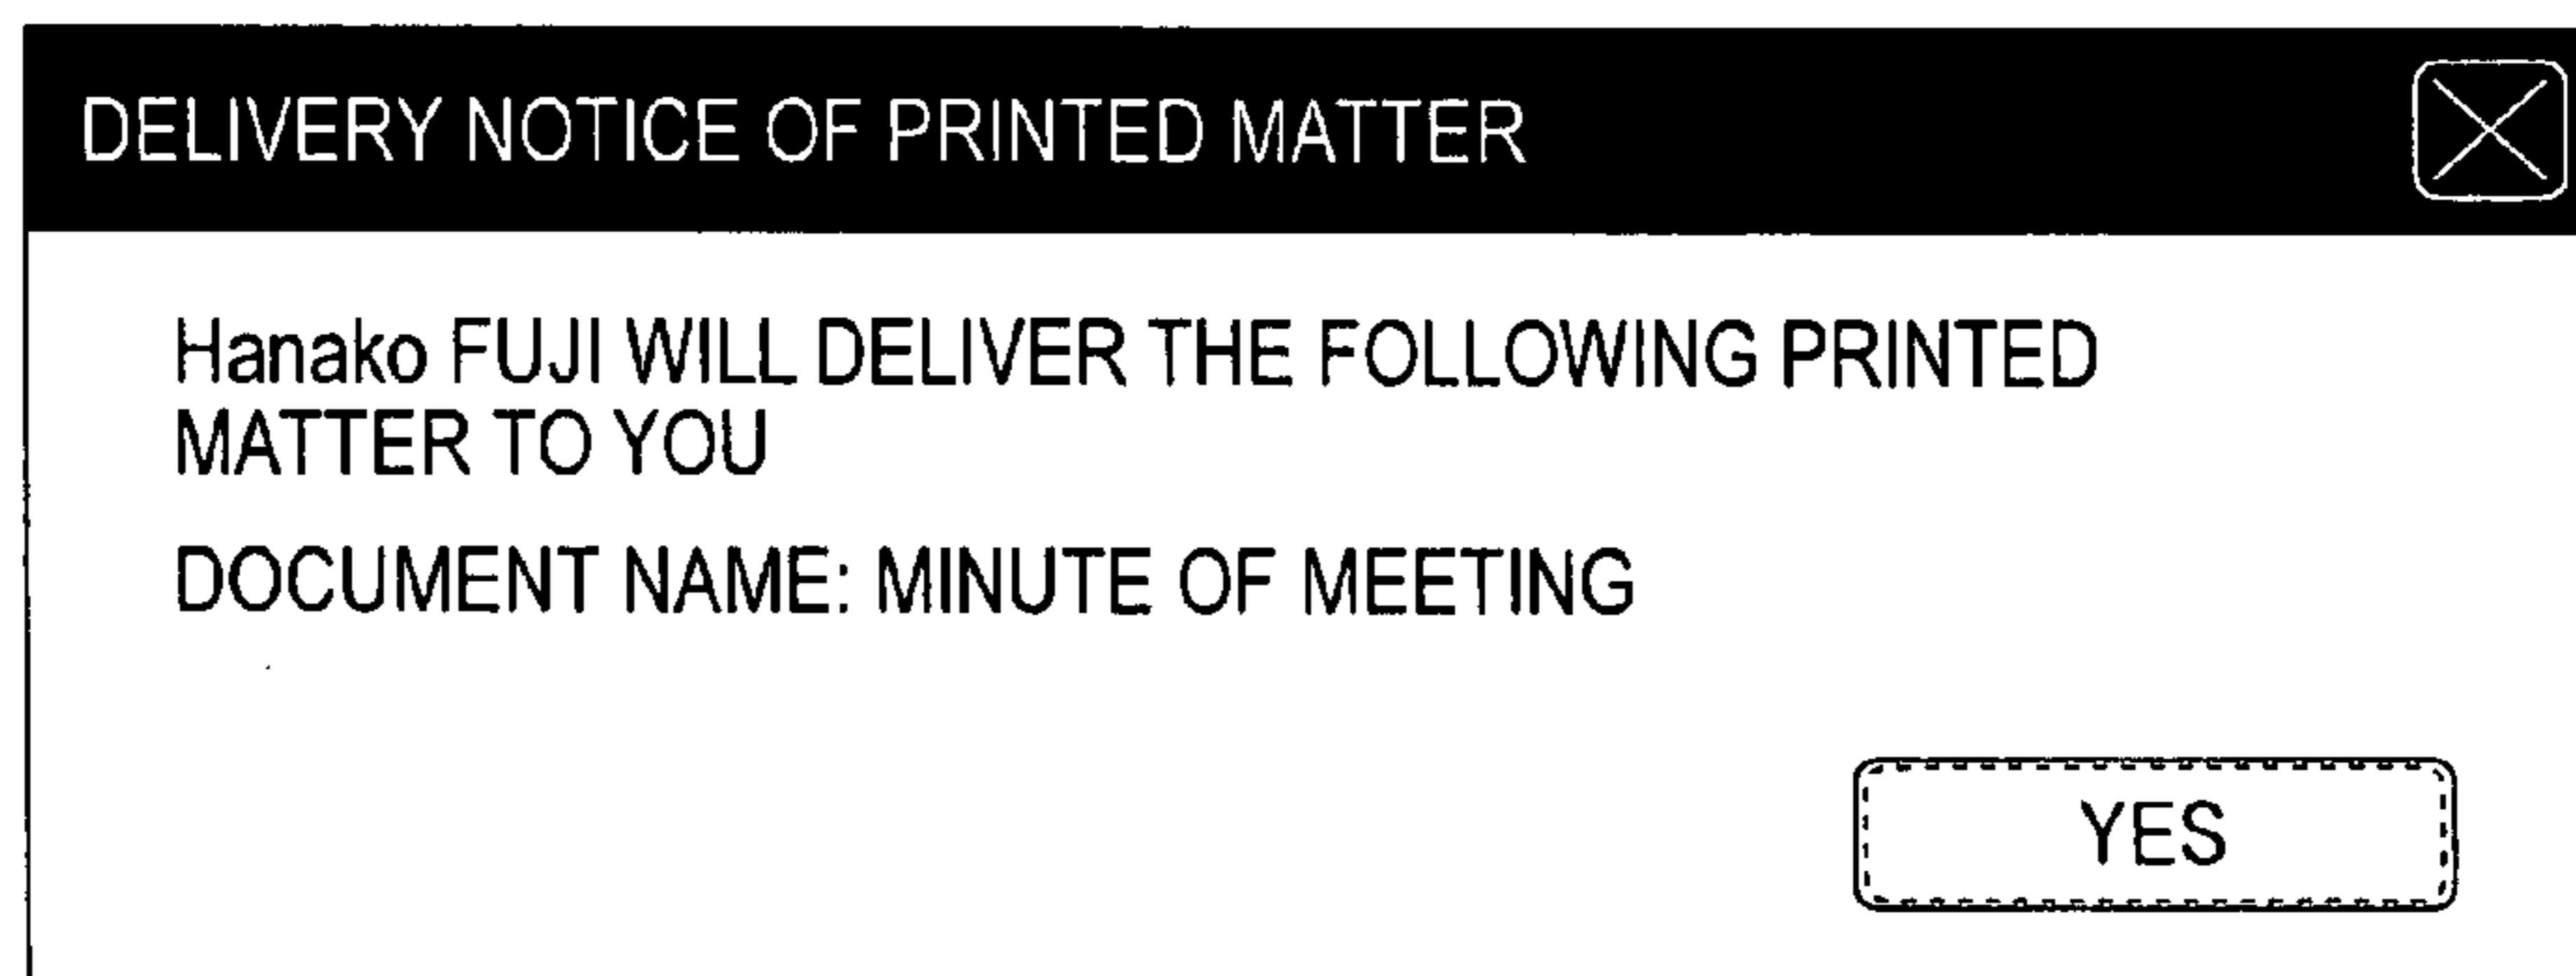 DELIVERY NOTICE OF PRINTED MATTER
Hanako FUJI WILL DELIVER THE FOLLOWING PRINTED
MATTER TO YOU
DOCUMENT NAME: MINUTE OF MEETING
YES